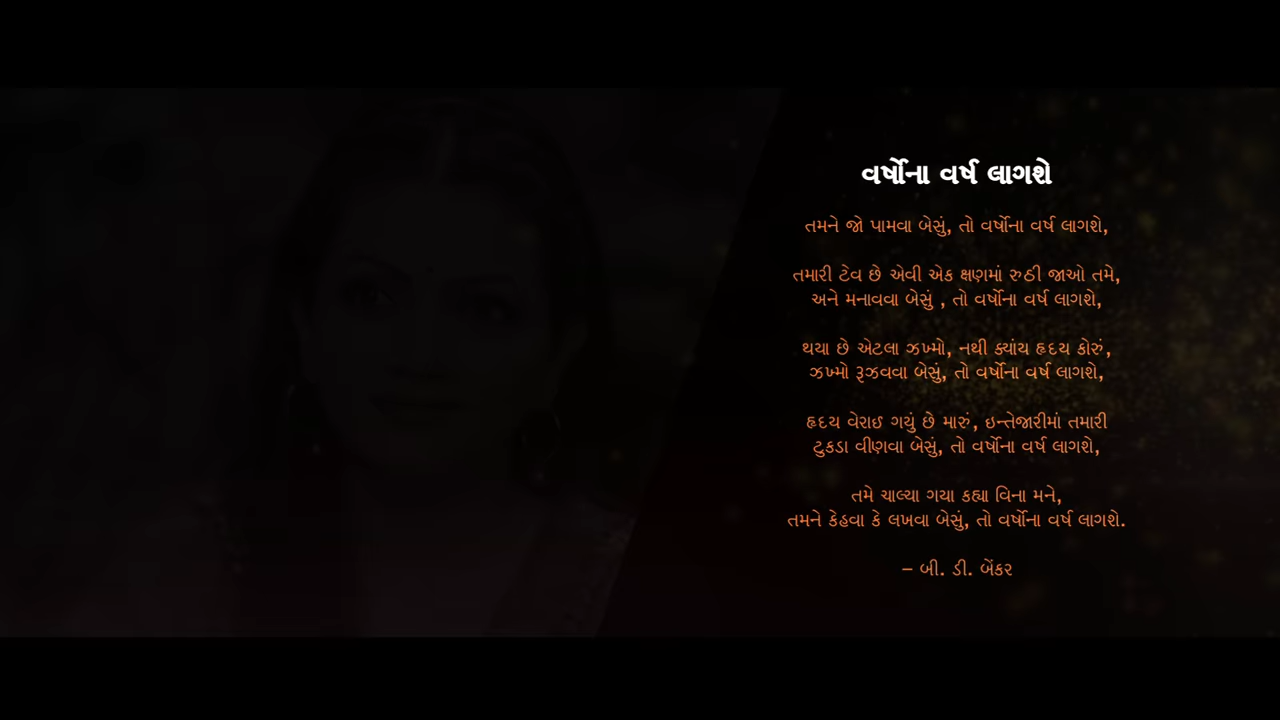 વર્ષોના વર્ષ લાગશે
તમને જો પામવા બેસું, તો વર્ષોના વર્ષ લાગશે,
તમારી ટેવ છે એવી એક ક્ષણમાં રુઠી જાઓ તમે,
અને મનાવવા બેસું , તો વર્ષોના વર્ષ લાગશે,
થયા છે એટલા ઝખ્મો, નથી ક્યાંય હૃદય કોરું,
ઝખ્મો રૂઝવવા બેસું, તો વર્ષોના વર્ષ લાગશે,
હૃદય વેરાઈ ગયું છે મારું, ઇન્તેજારીમાં તમારી
ટુકડા વીણવા બેસું, તો વર્ષોના વર્ષ લાગશે,
તમે ચાલ્યા ગયા કહ્યા વિના મને,
તમને કેહવા કે લખવા બેસું, તો વર્ષોના વર્ષ લાગશે.
– બી. ડી. બેંકર